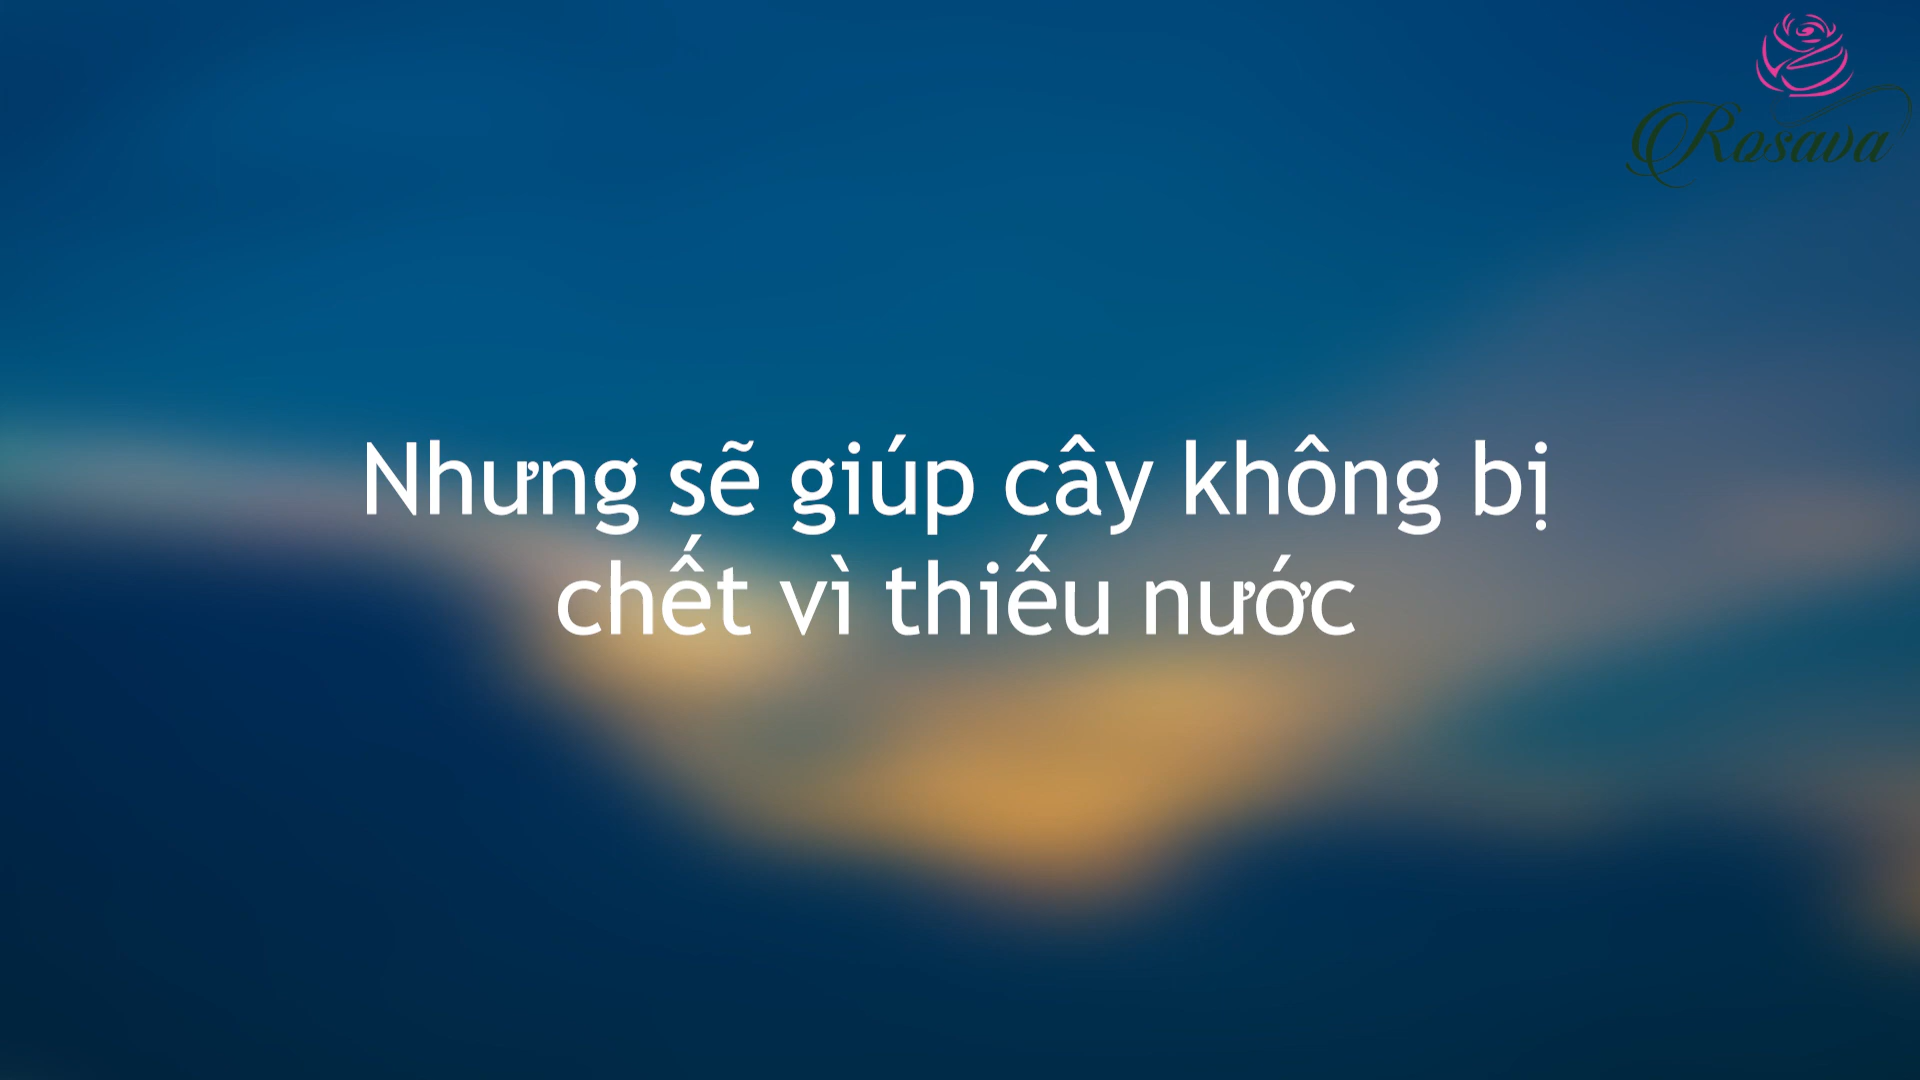 Rosava
Nhưng sẽ giúp cây không bị
chết vì thiếu nước